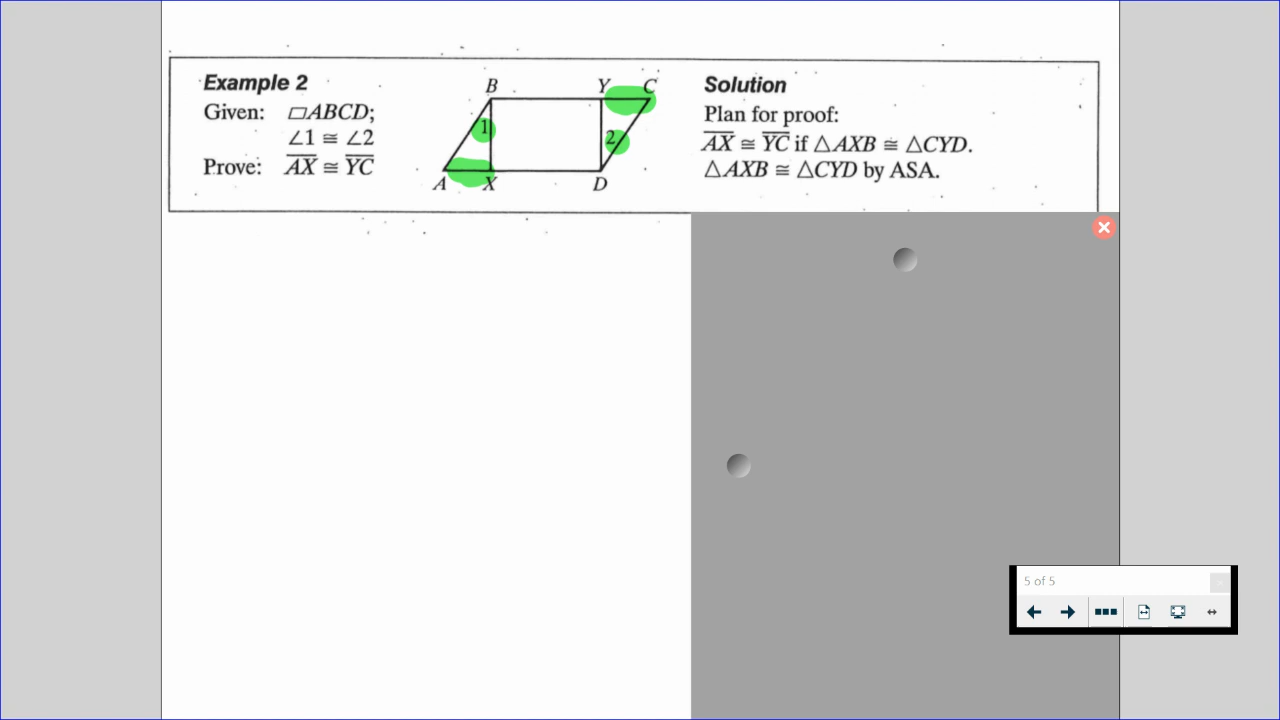 Example 2
Given: ▱ABCD;
∠1 ≅ ∠2
Prove: AX ≅ YC
B Y C
1 2
A X D
Solution
Plan for proof:
AX ≅ YC if △AXB ≅ △CYD.
△AXB ≅ △CYD by ASA.
5 of 5